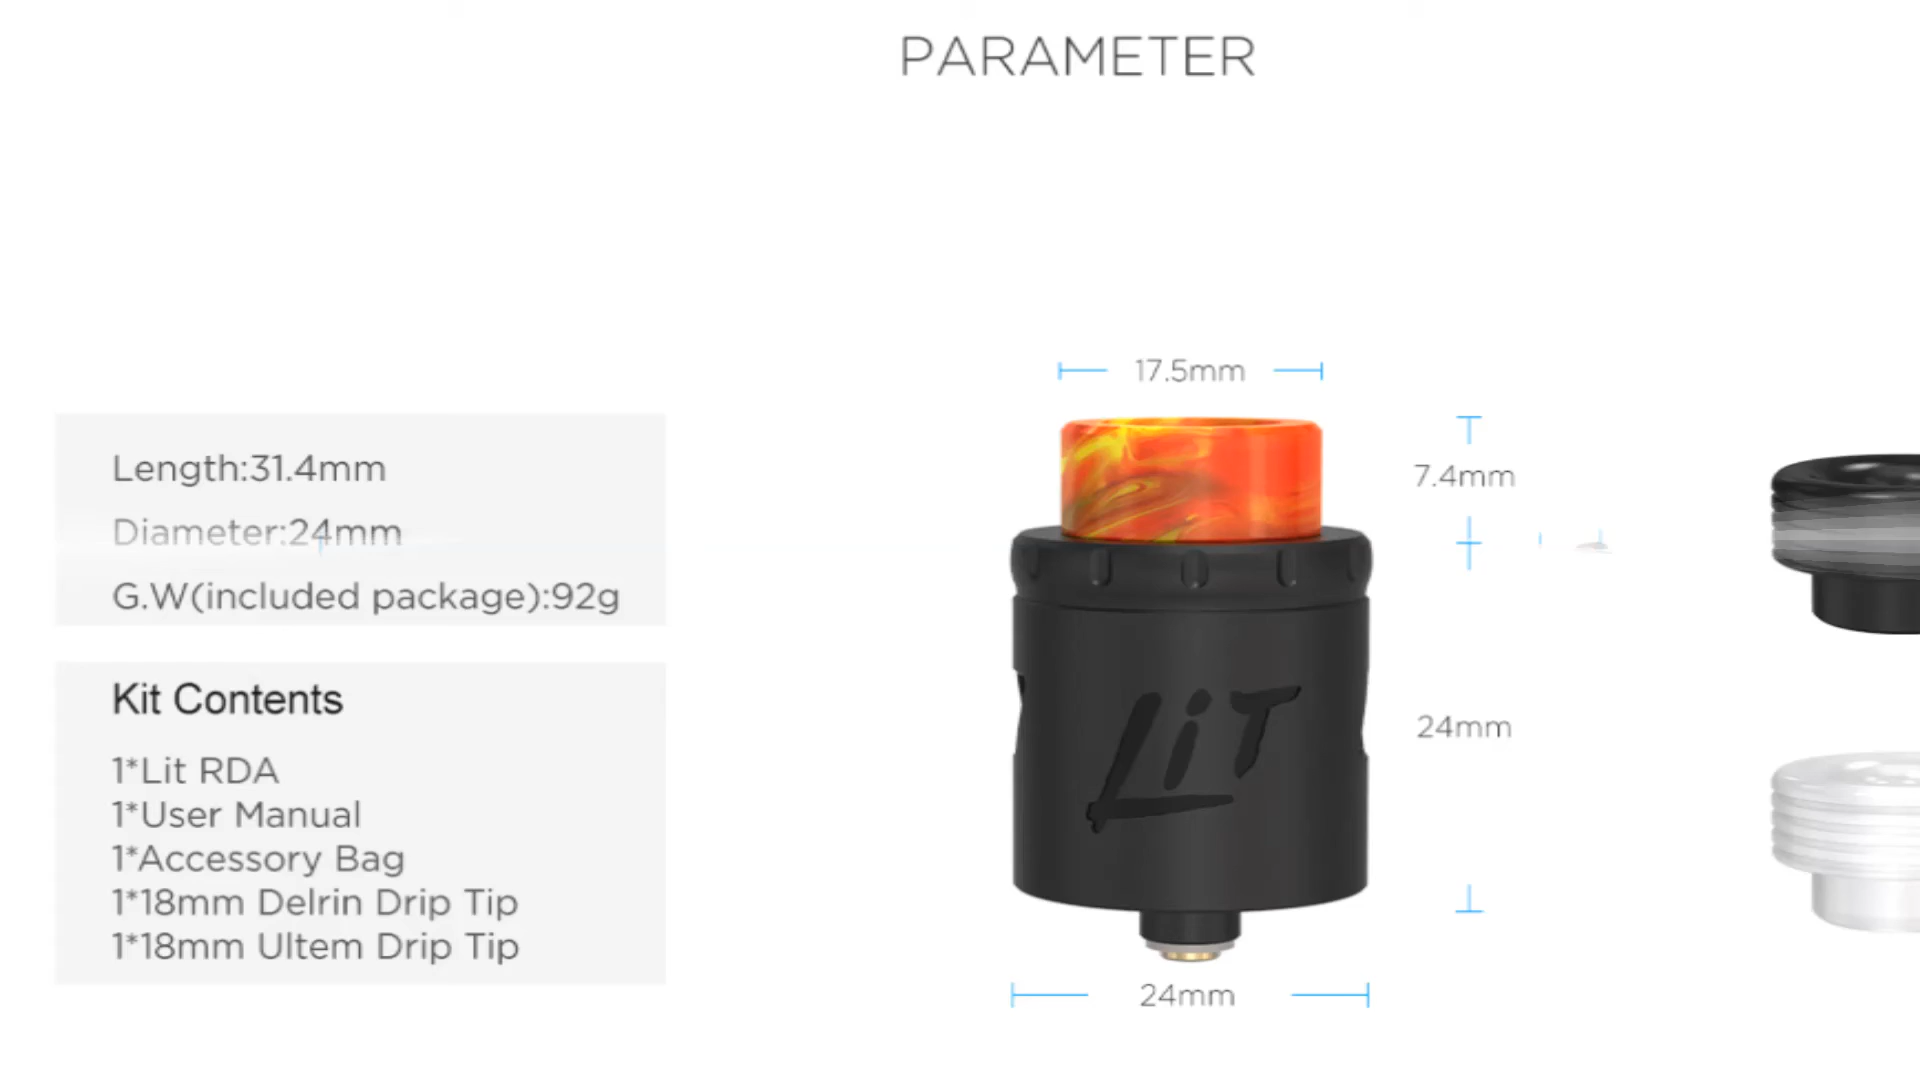 PARAMETER
17.5mm
7.4mm
Length:31.4mm
Diameter:24mm
G.W(included package):92g
LiT
24mm
24mm
Kit Contents
1*Lit RDA
1*User Manual
1*Accessory Bag
1*18mm Delrin Drip Tip
1*18mm Ultem Drip Tip